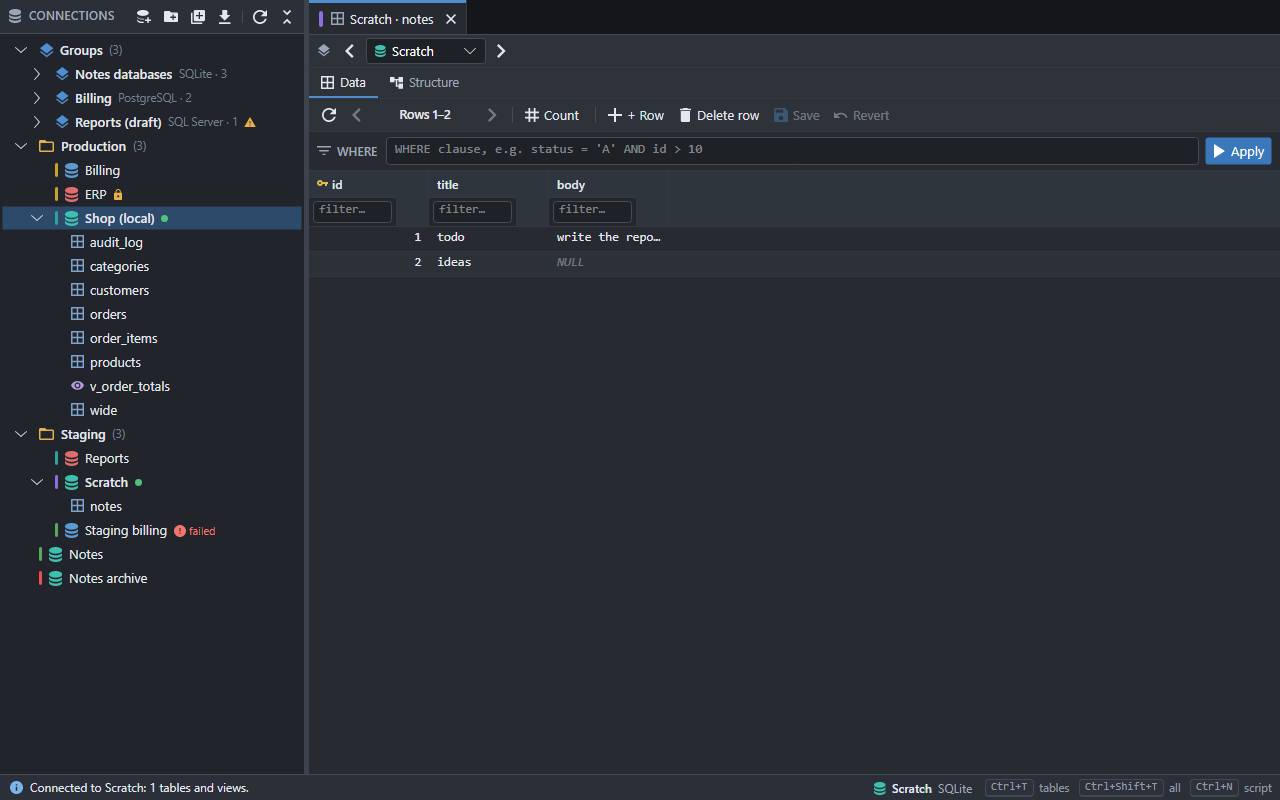 CONNECTIONS
Groups (3)
Notes databases SQLite · 3
Billing PostgreSQL · 2
Reports (draft) SQL Server · 1
Production (3)
Billing
ERP
Shop (local)
audit_log
categories
customers
orders
order_items
products
v_order_totals
wide
Staging (3)
Reports
Scratch
notes
Staging billing failed
Notes
Notes archive
Scratch · notes
Scratch
Data Structure
Rows 1–2 Count + Row Delete row Save Revert
WHERE WHERE clause, e.g. status = 'A' AND id > 10 Apply
id title body
filter… filter… filter…
1 todo write the repo…
2 ideas NULL
Connected to Scratch: 1 tables and views.
Scratch SQLite Ctrl+T tables Ctrl+Shift+T all Ctrl+N script